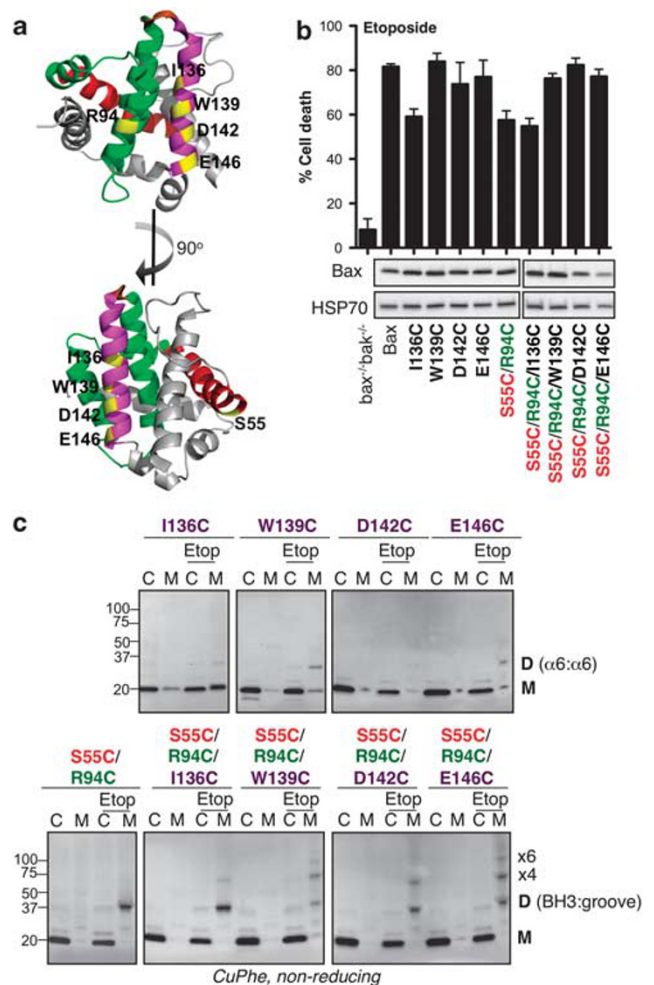 a
I136
W139
R94
D142
E146
90º
I136
W139
D142
E146
S55
b
Etoposide
% Cell death
100
80
60
40
20
0
Bax
HSP70
bax-/-bak-/-
Bax
I136C
W139C
D142C
E146C
S55C/R94C
S55C/R94C/I136C
S55C/R94C/W139C
S55C/R94C/D142C
S55C/R94C/E146C
c
I136C W139C D142C E146C
Etop Etop Etop Etop
C M C M C M C M C M C M C M C M
100
75
50
37
20
D (α6:α6)
M
S55C/ S55C/ S55C/ S55C/
S55C/ R94C/ R94C/ R94C/ R94C/
R94C I136C W139C D142C E146C
Etop Etop Etop Etop Etop
C M C M C M C M C M C M C M C M C M C M
100
75
50
37
20
x6
x4
D (BH3:groove)
M
CuPhe, non-reducing